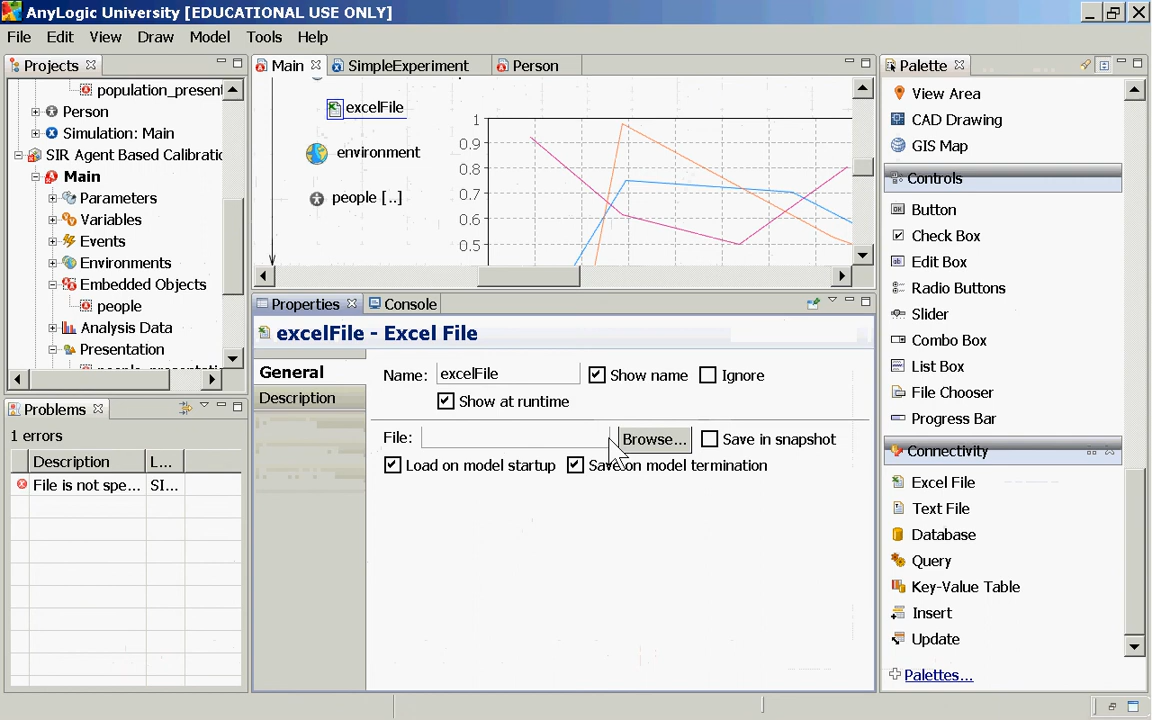 AnyLogic University [EDUCATIONAL USE ONLY]
File Edit View Draw Model Tools Help
Projects
population_present
Person
Simulation: Main
SIR Agent Based Calibratio
Main
Parameters
Variables
Events
Environments
Embedded Objects
people
Analysis Data
Presentation
Problems
1 errors
Description L...
File is not spe... SI...
Main SimpleExperiment Person
excelFile
environment
people [..]
1
0.9
0.8
0.7
0.6
0.5
Properties Console
excelFile - Excel File
General
Description
Name: excelFile Show name Ignore
Show at runtime
File: Browse... Save in snapshot
Load on model startup Save on model termination
Palette
View Area
CAD Drawing
GIS Map
Controls
Button
Check Box
Edit Box
Radio Buttons
Slider
Combo Box
List Box
File Chooser
Progress Bar
Connectivity
Excel File
Text File
Database
Query
Key-Value Table
Insert
Update
Palettes...